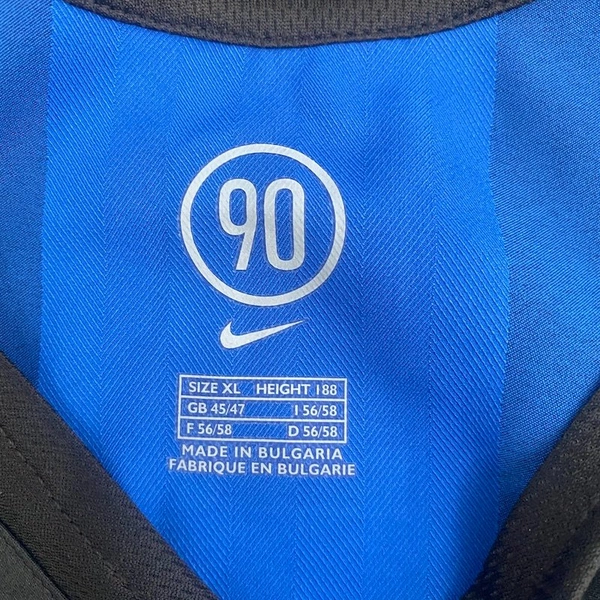 90
SIZE XL HEIGHT 188
GB 45/47 I 56/58
F 56/58 D 56/58
MADE IN BULGARIA
FABRIQUE EN BULGARIE